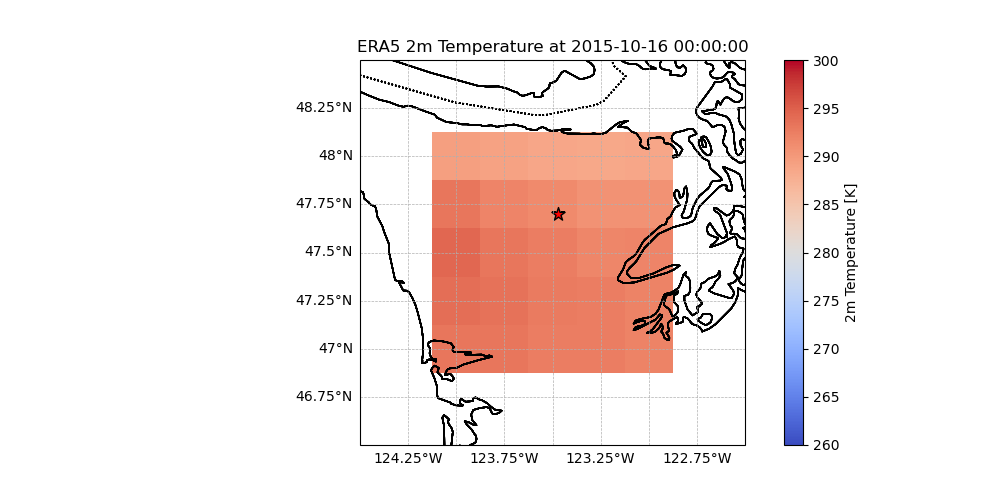 ERA5 2m Temperature at 2015-10-16 00:00:00
48.25°N
48°N
47.75°N
47.5°N
47.25°N
47°N
46.75°N
124.25°W
123.75°W
123.25°W
122.75°W
300
295
290
285
280
275
270
265
260
2m Temperature [K]